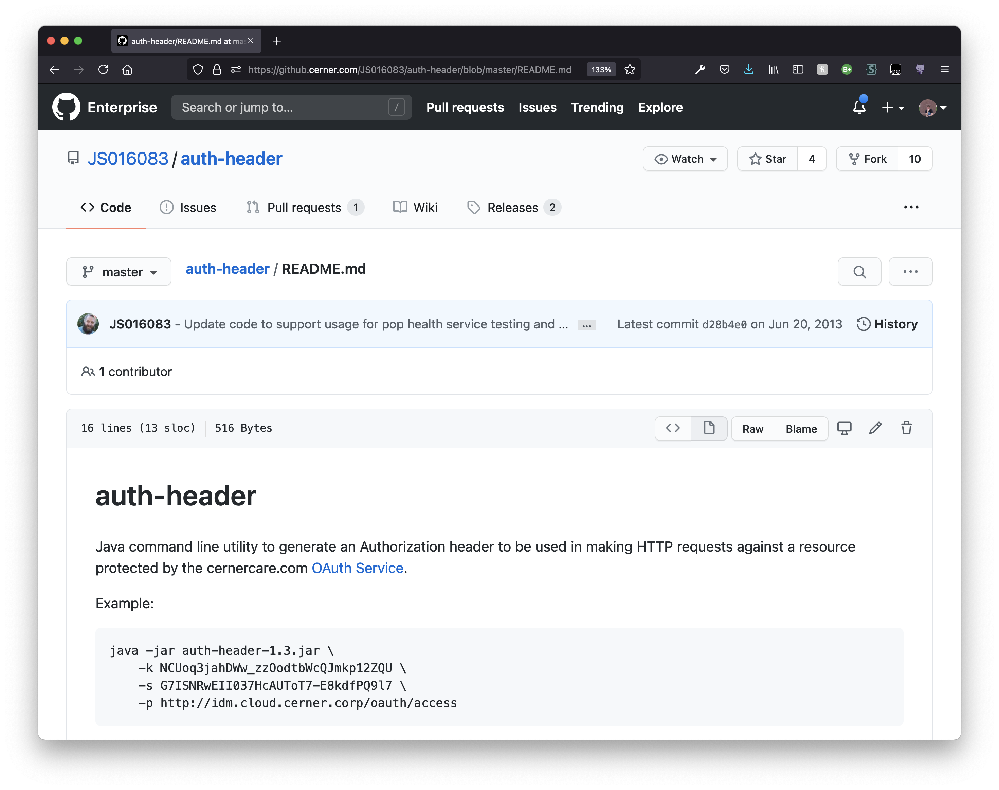 auth-header/README.md at mas
https://github.cerner.com/JS016083/auth-header/blob/master/README.md 133%
Enterprise Search or jump to... / Pull requests Issues Trending Explore
JS016083 / auth-header Watch Star 4 Fork 10
Code Issues Pull requests 1 Wiki Releases 2
master auth-header / README.md
JS016083 - Update code to support usage for pop health service testing and ... ... Latest commit d28b4e0 on Jun 20, 2013 History
1 contributor
16 lines (13 sloc) 516 Bytes Raw Blame
auth-header
Java command line utility to generate an Authorization header to be used in making HTTP requests against a resource
protected by the cernercare.com OAuth Service.
Example:
java -jar auth-header-1.3.jar \
-k NCUoq3jahDWw_zzOodtbWcQJmkp12ZQU \
-s G7ISNRwEII037HcAUToT7-E8kdfPQ9l7 \
-p http://idm.cloud.cerner.corp/oauth/access